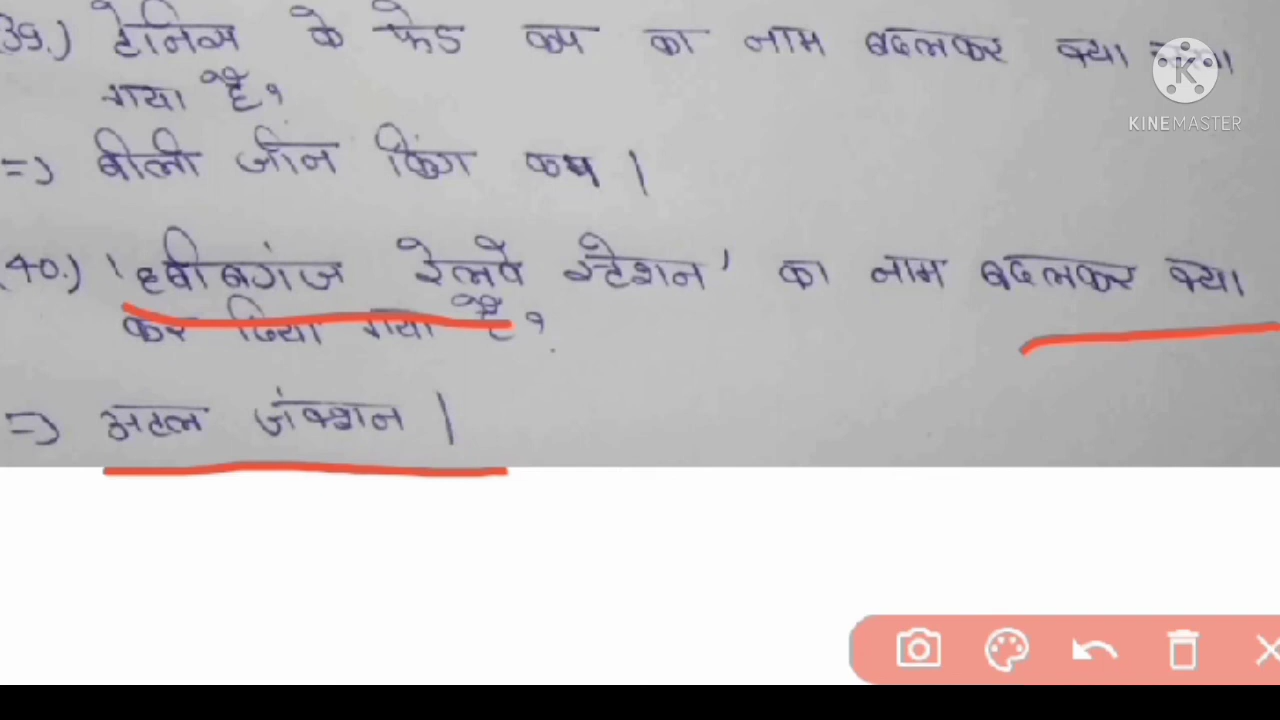 39.) टेनिस के फेड कप का नाम बदलकर क्या
गया है?
=> बीली जीन किंग कप |
(40.) 'हबीबगंज रेलवे स्टेशन' का नाम बदलकर क्या
कर दिया गया है?
=> अटल जंक्शन |
KINEMASTER